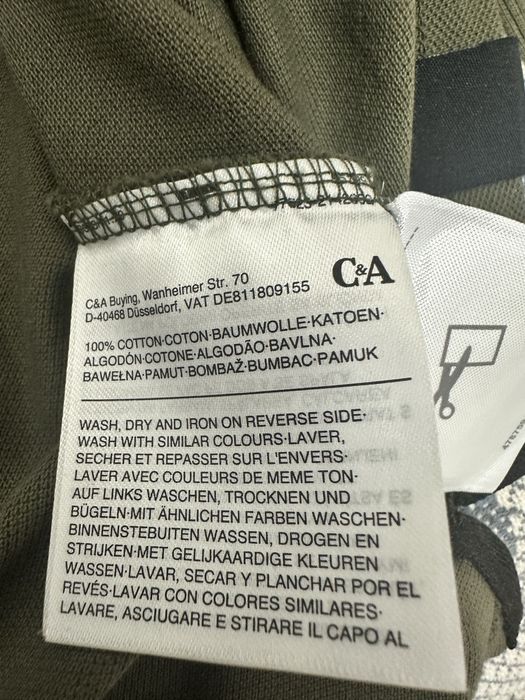 C&A Buying, Wanheimer Str. 70
D-40468 Düsseldorf, VAT DE811809155
C&A
100% COTTON·COTON·BAUMWOLLE·KATOEN·
ALGODÓN·COTONE·ALGODÃO·BAVLNA·
BAWEŁNA·PAMUT·BOMBAŽ·BUMBAC·PAMUK
WASH, DRY AND IRON ON REVERSE SIDE·
WASH WITH SIMILAR COLOURS·LAVER,
SECHER ET REPASSER SUR L'ENVERS·
LAVER AVEC COULEURS DE MEME TON·
AUF LINKS WASCHEN, TROCKNEN UND
BÜGELN·MIT ÄHNLICHEN FARBEN WASCHEN·
BINNENSTEBUITEN WASSEN, DROGEN EN
STRIJKEN·MET GELIJKAARDIGE KLEUREN
WASSEN·LAVAR, SECAR Y PLANCHAR POR EL
REVÉS·LAVAR CON COLORES SIMILARES·
LAVARE, ASCIUGARE E STIRARE IL CAPO AL